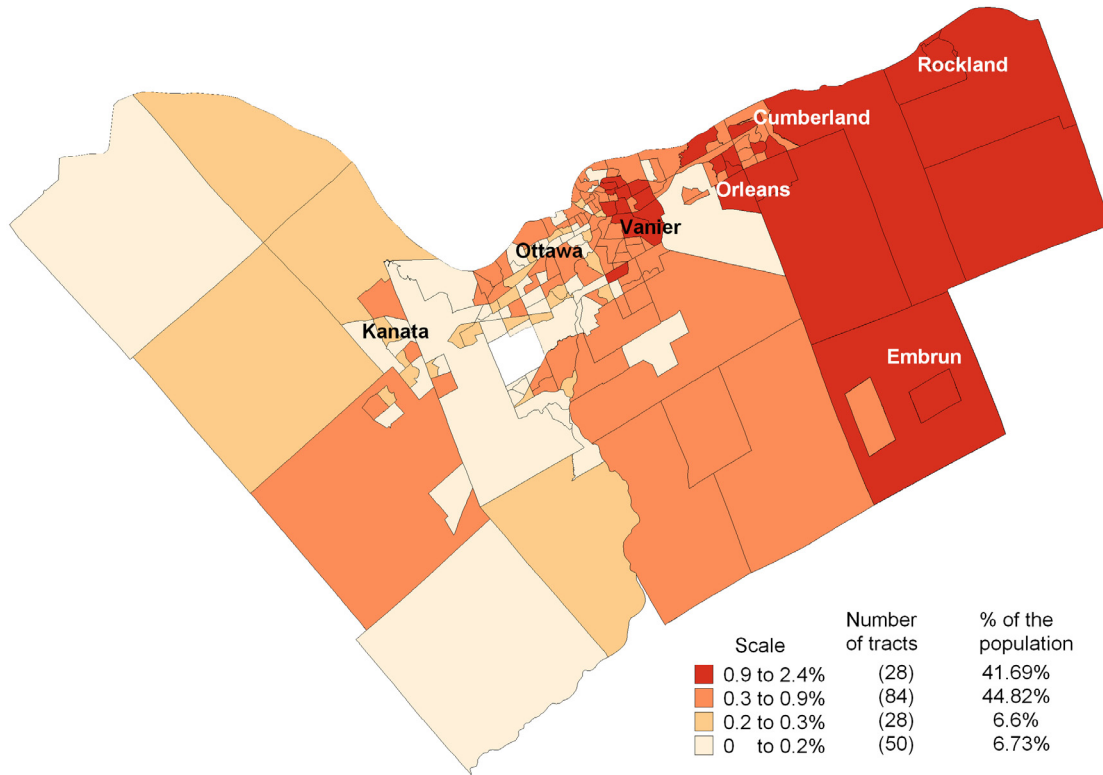 Rockland
Cumberland
Orleans
Vanier
Ottawa
Kanata
Embrun
Scale Number of tracts % of the population
0.9 to 2.4% (28) 41.69%
0.3 to 0.9% (84) 44.82%
0.2 to 0.3% (28) 6.6%
0 to 0.2% (50) 6.73%